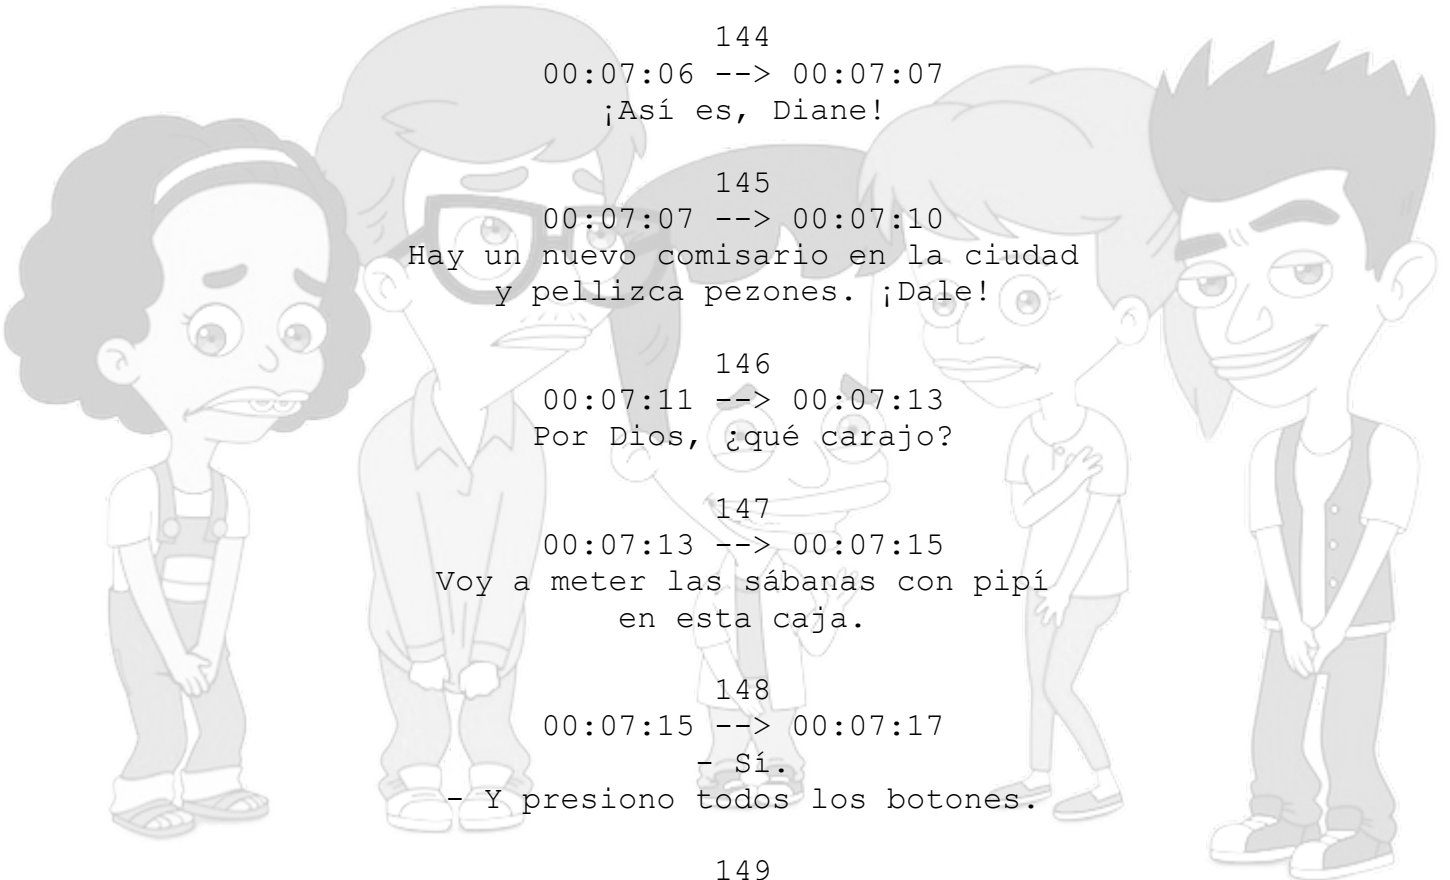 144
00:07:06 --> 00:07:07
¡Así es, Diane!
145
00:07:07 --> 00:07:10
Hay un nuevo comisario en la ciudad
y pellizca pezones. ¡Dale!
146
00:07:11 --> 00:07:13
Por Dios, ¿qué carajo?
147
00:07:13 --> 00:07:15
Voy a meter las sábanas con pipí
en esta caja.
148
00:07:15 --> 00:07:17
- Sí.
- Y presiono todos los botones.
149